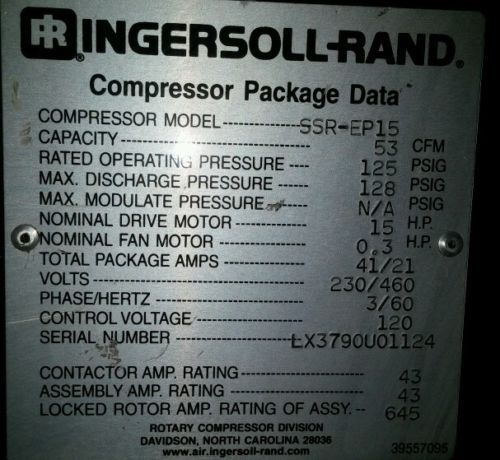 IR INGERSOLL-RAND®
Compressor Package Data
COMPRESSOR MODEL ------------- SSR-EP15
CAPACITY ------------------------------- 53 CFM
RATED OPERATING PRESSURE ---- 125 PSIG
MAX. DISCHARGE PRESSURE ------- 128 PSIG
MAX. MODULATE PRESSURE ------- N/A PSIG
NOMINAL DRIVE MOTOR ------------- 15 H.P.
NOMINAL FAN MOTOR --------------- 0.3 H.P.
TOTAL PACKAGE AMPS ------------- 41/21
VOLTS ---------------------------- 230/460
PHASE/HERTZ --------------------- 3/60
CONTROL VOLTAGE ---------------- 120
SERIAL NUMBER ----------------- LX3790U01124
CONTACTOR AMP. RATING --------------- 43
ASSEMBLY AMP. RATING --------------- 43
LOCKED ROTOR AMP. RATING OF ASSY. -- 645
ROTARY COMPRESSOR DIVISION
DAVIDSON, NORTH CAROLINA 28036
www.air.ingersoll-rand.com 39557095